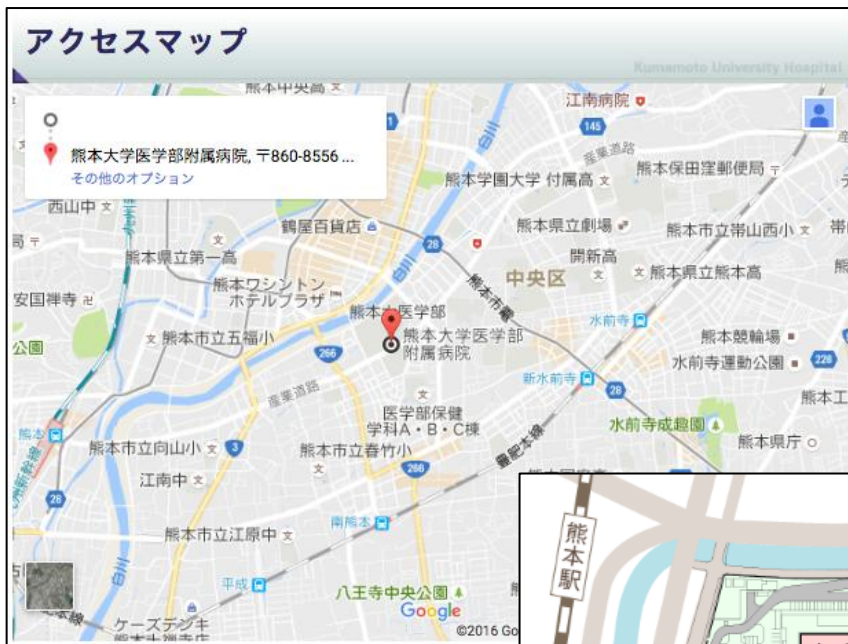 アクセスマップ
Kumamoto University Hospital
熊本中央高
江南病院
1
145
産業道路
熊本大学医学部附属病院, 〒860-8556 ...
その他のオプション
熊本学園大学 付属高
熊本保田窪郵便局
西山中
白川
鶴屋百貨店
28
熊本県立劇場
熊本市立帯山西小
熊本県立第一高
開新高
中央区
熊本県立熊本高
熊本ワシントン
ホテルプラザ
熊本市電
安国禅寺
熊本大医学部
水前寺
熊本市立五福小
266
熊本大学医学部
附属病院
熊本競輪場
公園
水前寺運動公園
228
新水前寺
28
産業道路
医学部保健
学科A・B・C棟
水前寺成趣園
熊本
熊本市立向山小
3
熊本市立春竹小
豊肥本線
熊本県庁
266
江南中
28
熊本市立江原中
南熊本
熊本駅
白川
平成
八王寺中央公園
Google
ケーズデンキ
©2016 Go